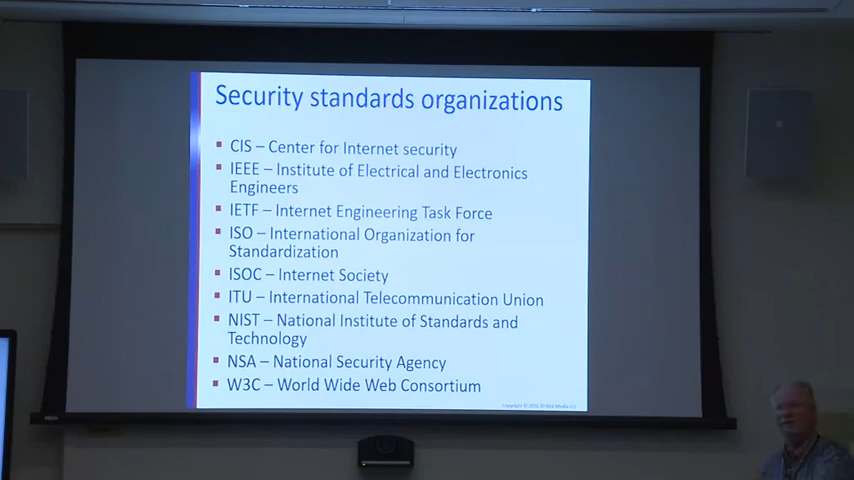 Security standards organizations
CIS – Center for Internet security
IEEE – Institute of Electrical and Electronics
Engineers
IETF – Internet Engineering Task Force
ISO – International Organization for
Standardization
ISOC – Internet Society
ITU – International Telecommunication Union
NIST – National Institute of Standards and
Technology
NSA – National Security Agency
W3C – World Wide Web Consortium
Copyright ©